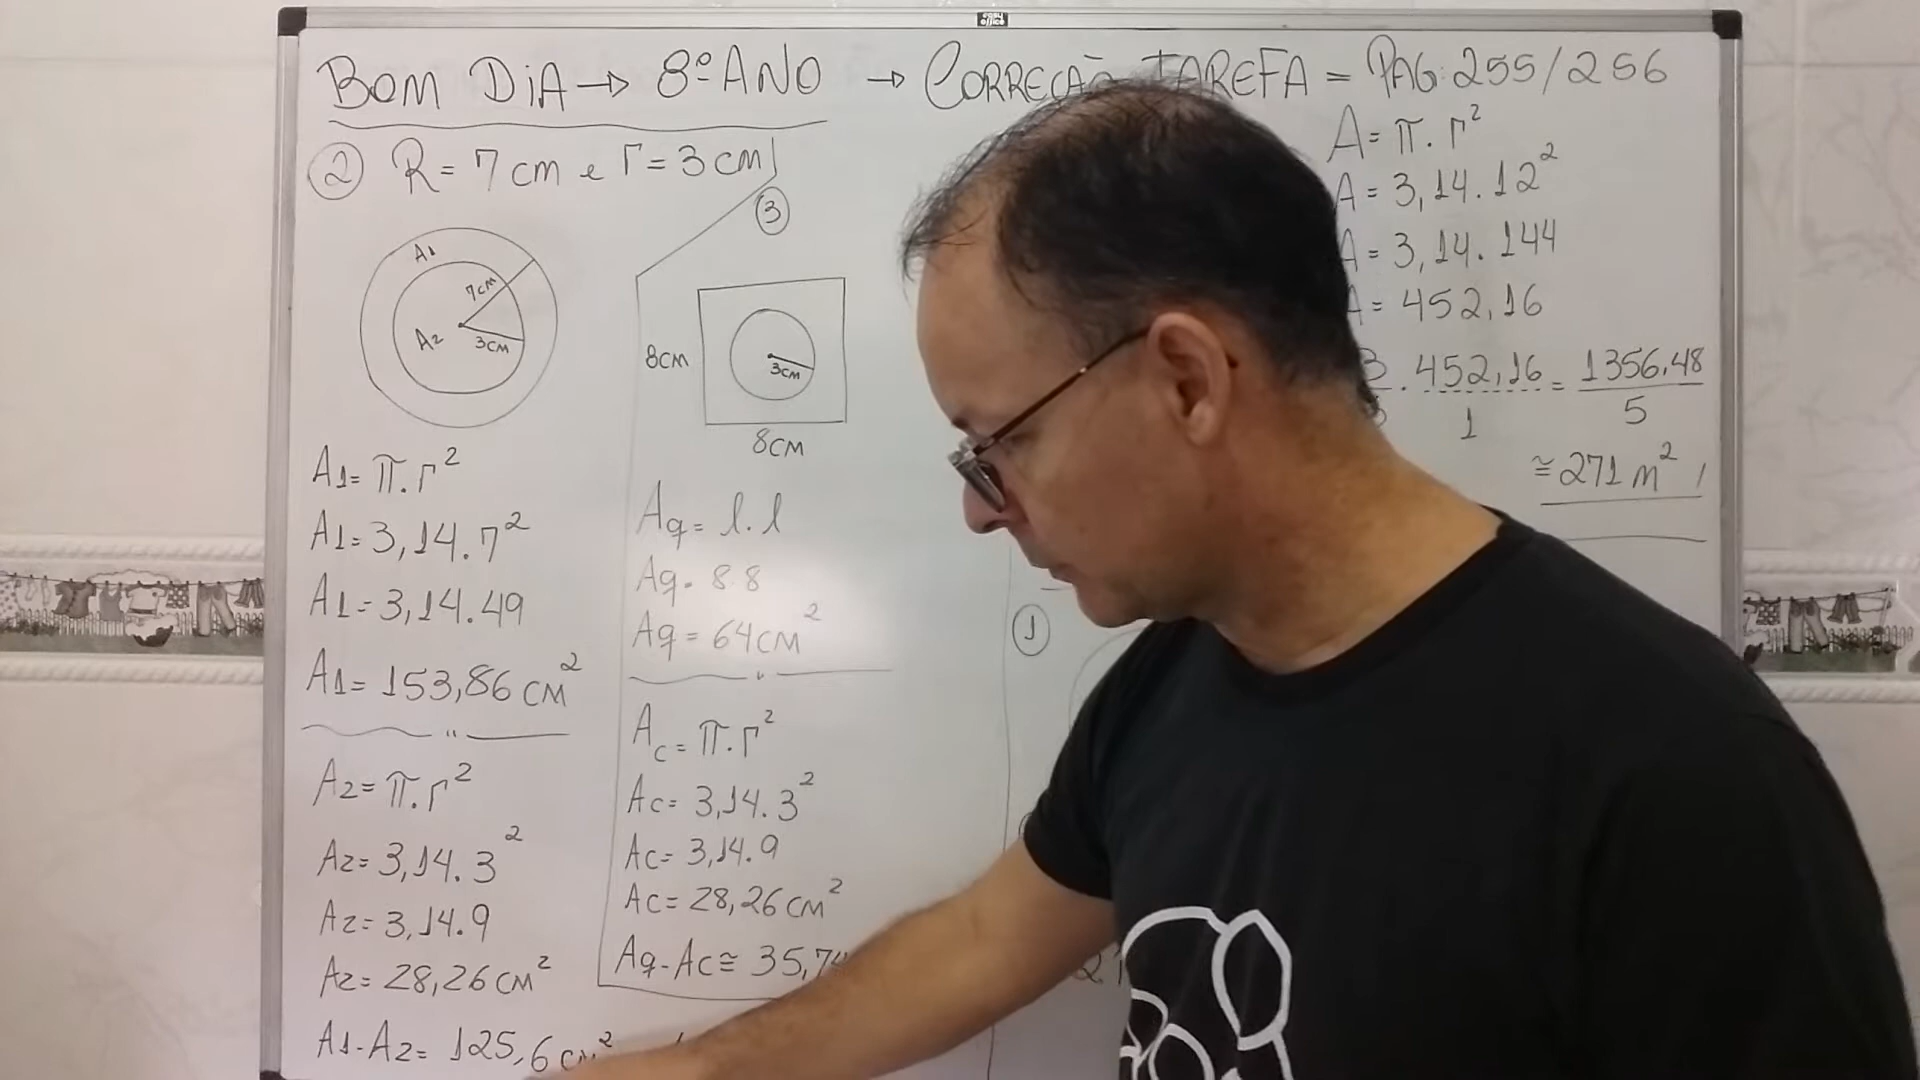 easy office
BOM DIA → 8º ANO → CORREÇÃO TAREFA = PÁG: 255/256
② R = 7 cm e r = 3 cm
A1
7cm
A2
3cm
A1 = π.r²
A1 = 3,14.7²
A1 = 3,14.49
A1 = 153,86 cm²
A2 = π.r²
A2 = 3,14.3²
A2 = 3,14.9
A2 = 28,26 cm²
A1-A2 = 125,6 cm²
③
8cm
3cm
8cm
Aq = l.l
Aq = 8.8
Aq = 64 cm²
Ac = π.r²
Ac = 3,14.3²
Ac = 3,14.9
Ac = 28,26 cm²
Aq-Ac ≅ 35,74
A = π.r²
A = 3,14.12²
A = 3,14.144
A = 452,16
. 452,16/1 = 1356,48/5
≅ 271 m²
①